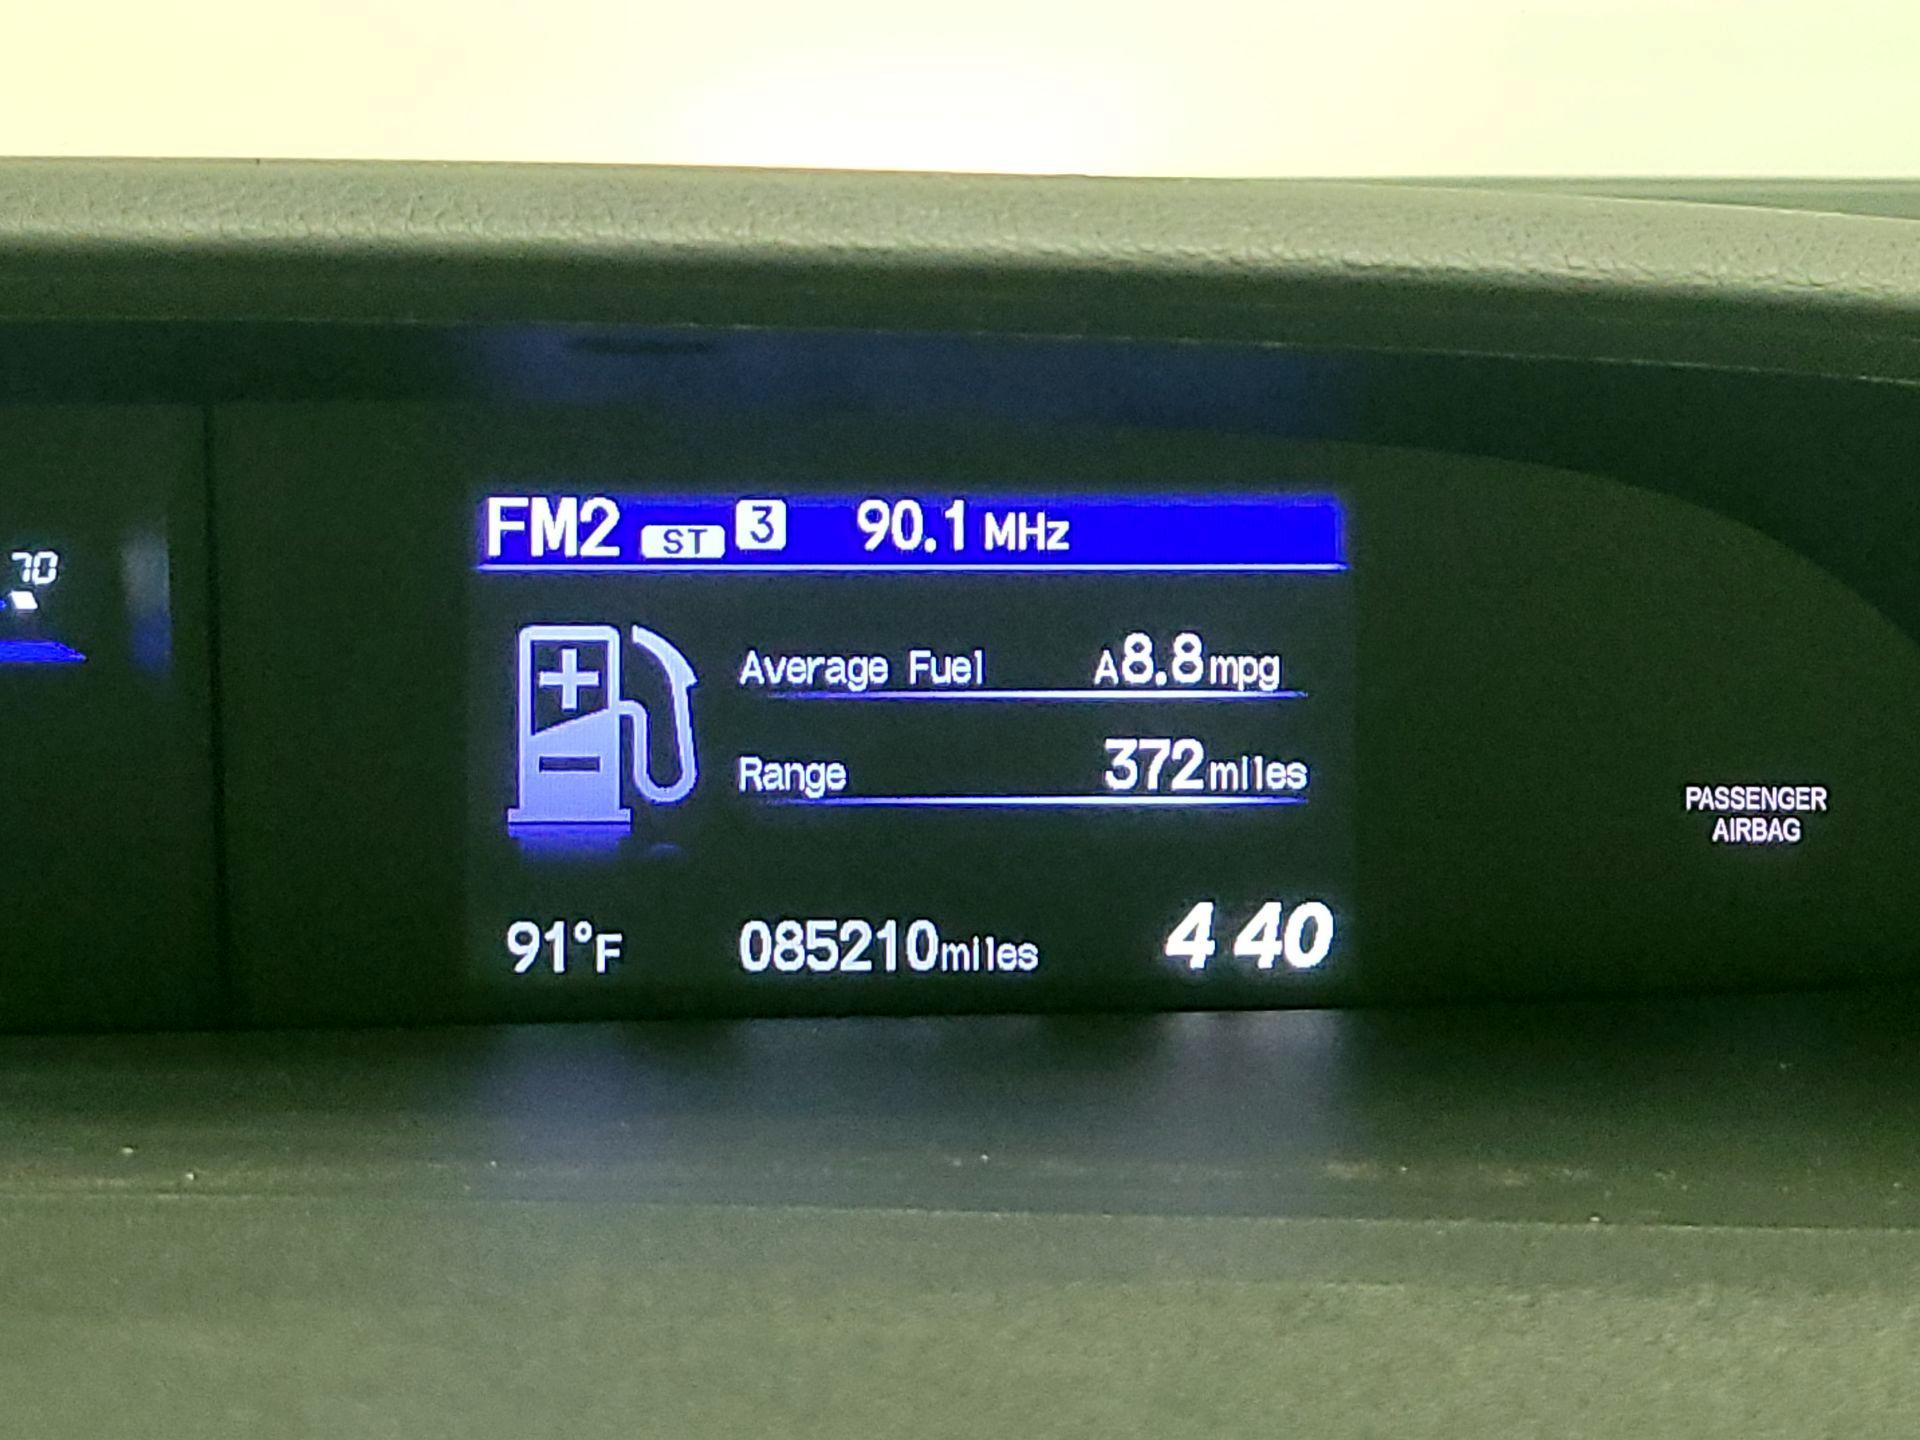 70
FM2 ST 3 90.1 MHz
Average Fuel A8.8mpg
Range 372miles
91°F 085210miles 4 40
PASSENGER
AIRBAG